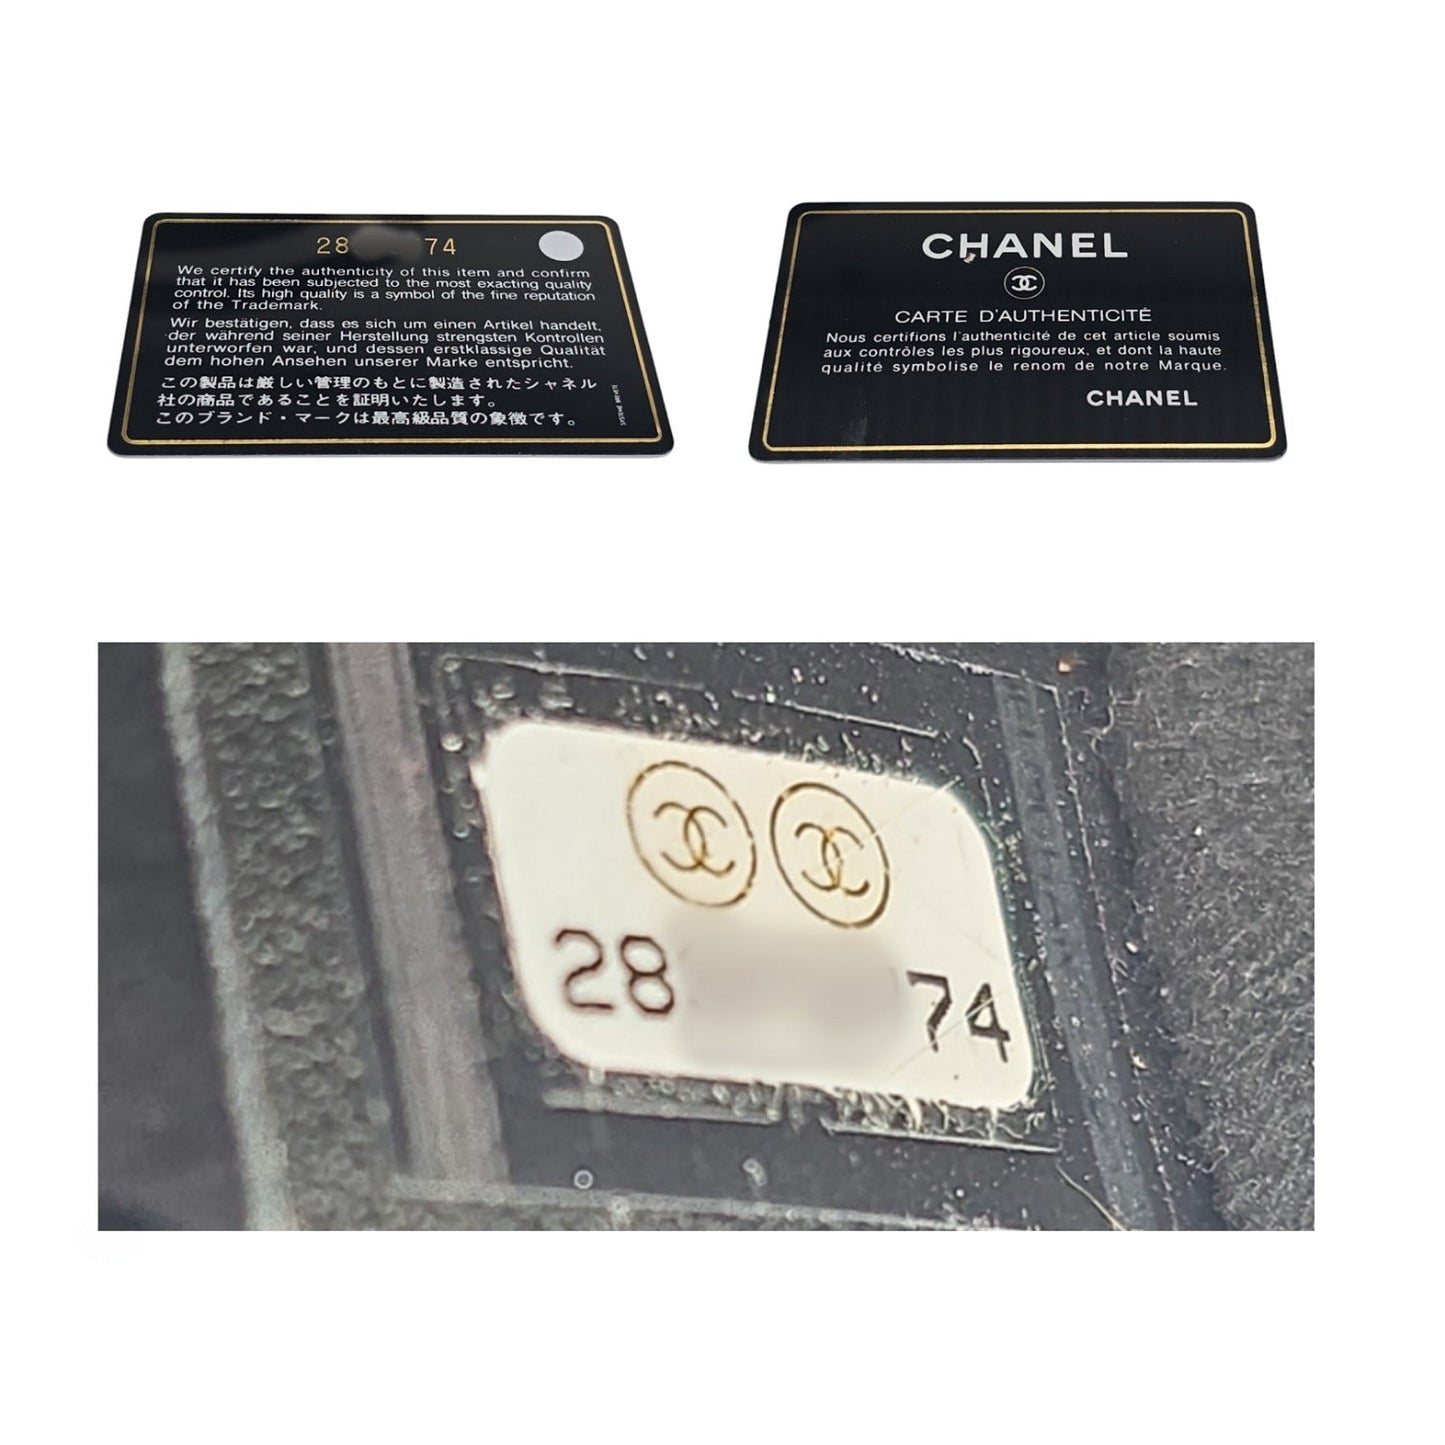 28 74
We certify the authenticity of this item and confirm
that it has been subjected to the most exacting quality
control. Its high quality is a symbol of the fine reputation
of the Trademark.
Wir bestätigen, dass es sich um einen Artikel handelt,
der während seiner Herstellung strengsten Kontrollen
unterworfen war, und dessen erstklassige Qualität
dem hohen Ansehen unserer Marke entspricht.
この製品は厳しい管理のもとに製造されたシャネル
社の商品であることを証明いたします。
このブランド・マークは最高級品質の象徴です。
SYSTEME BREVETE
CHANEL
CARTE D'AUTHENTICITÉ
Nous certifions l'authenticité de cet article soumis
aux contrôles les plus rigoureux, et dont la haute
qualité symbolise le renom de notre Marque.
CHANEL
28 74